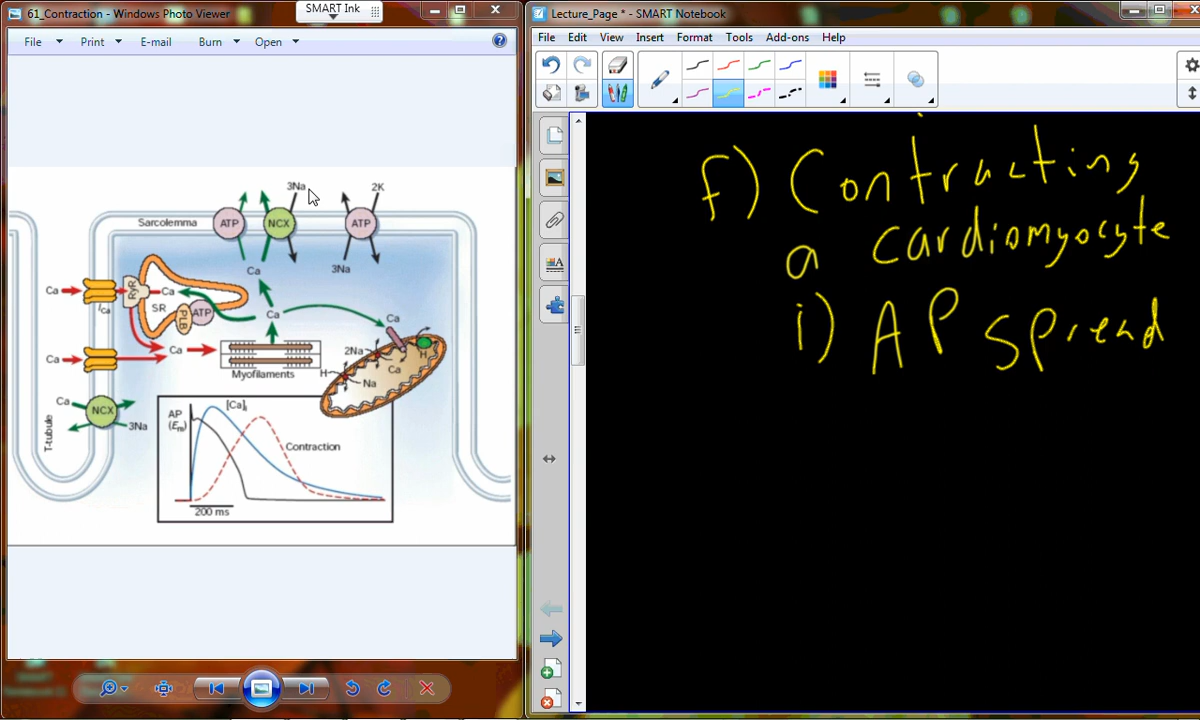 61_Contraction - Windows Photo Viewer
SMART Ink
File Print E-mail Burn Open
3Na
2K
Sarcolemma
ATP
NCX
ATP
3Na
Ca
Ca
RyR
Ca
ICa
SR
PLB
ATP
Ca
Ca
Ca
Ca
Myofilaments
2Na
H
Ca
H
Na
Ca
NCX
3Na
T-tubule
AP
(Em)
[Ca]i
Contraction
200 ms
Lecture_Page * - SMART Notebook
File Edit View Insert Format Tools Add-ons Help
f) Contracting
a cardiomyocyte
i) AP spread